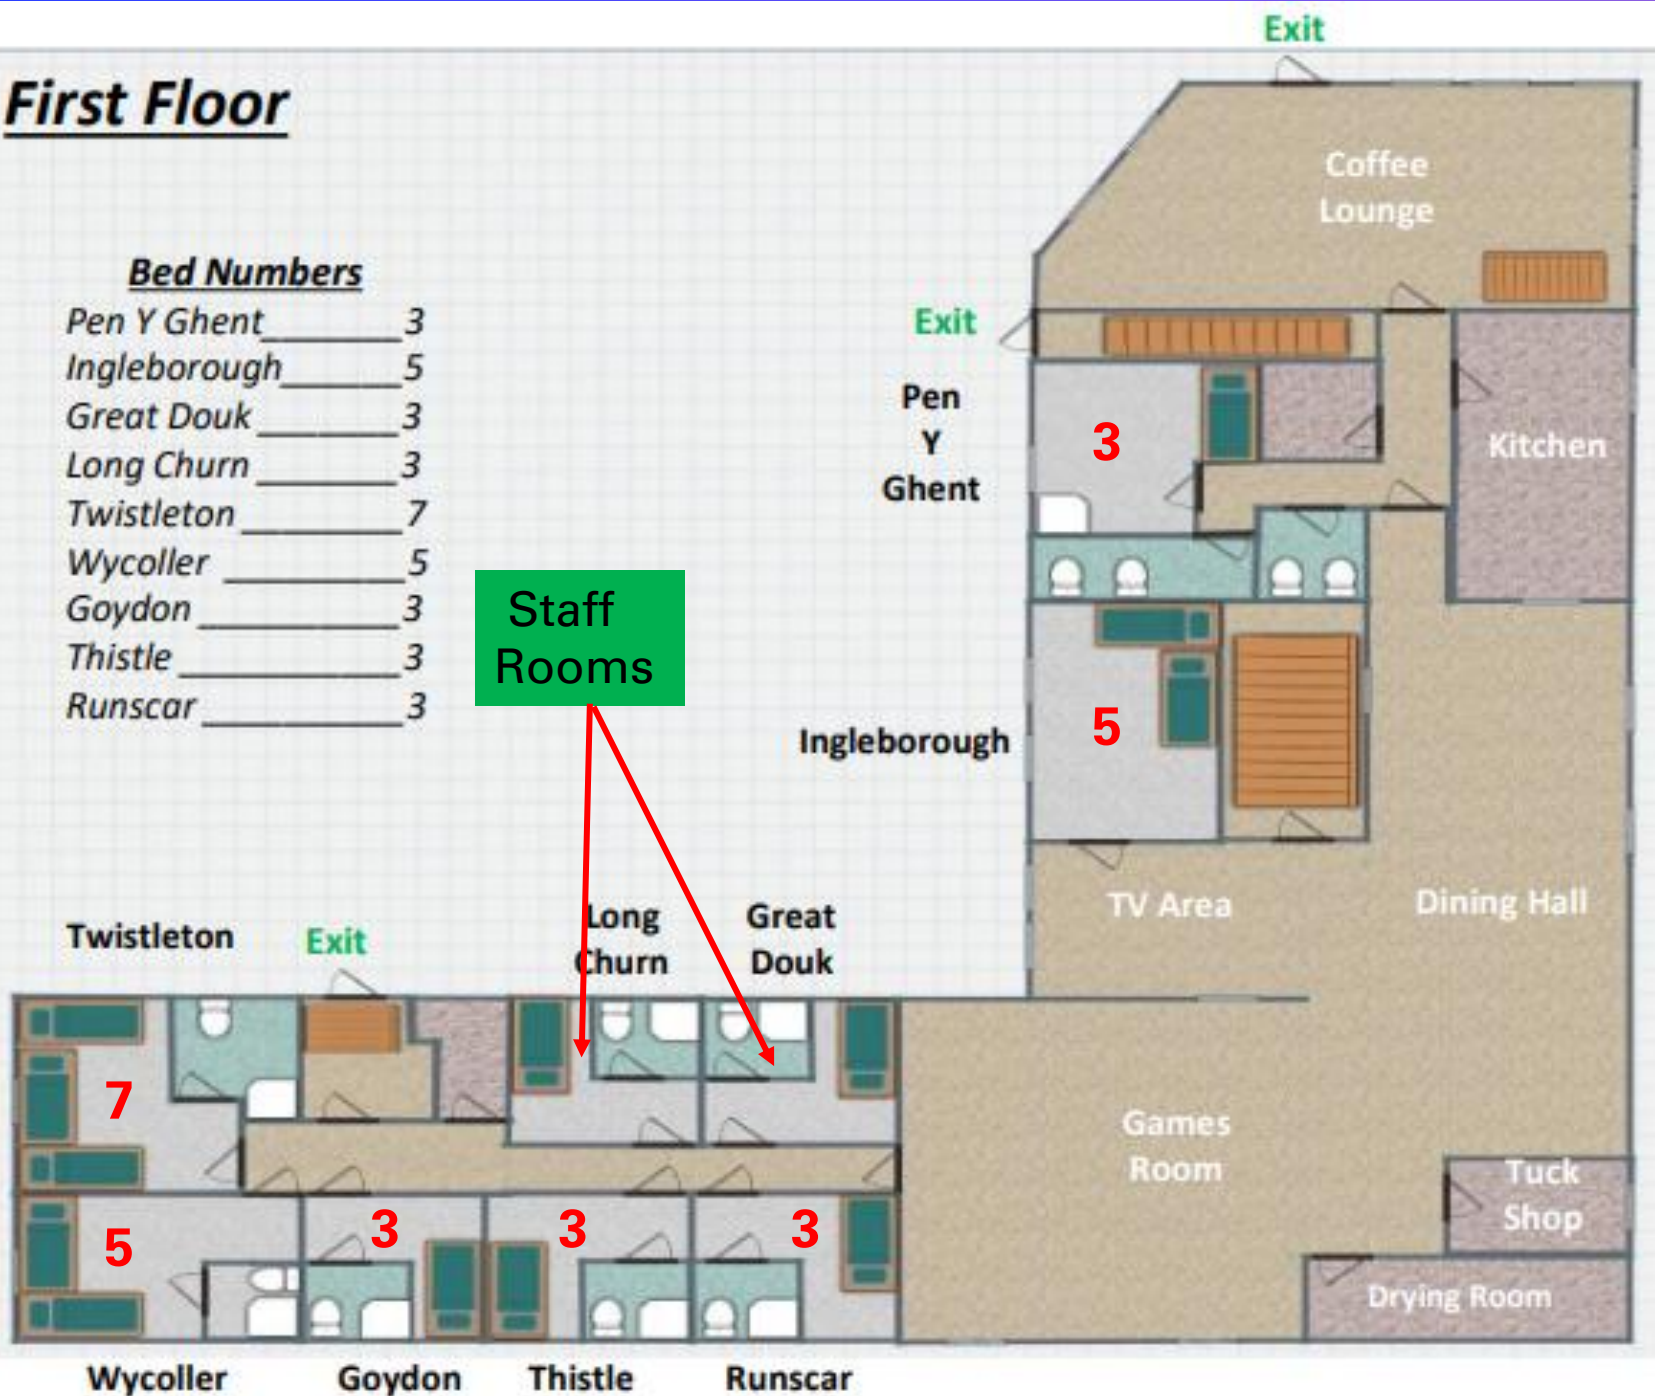 Exit
First Floor
Coffee
Lounge
Bed Numbers
Pen Y Ghent_______3
Ingleborough______5
Great Douk _______3
Long Churn _______3
Twistleton ________7
Wycoller _________5
Goydon __________3
Thistle ___________3
Runscar __________3
Exit
Pen
Y
Ghent
3
Kitchen
Staff
Rooms
Ingleborough
5
TV Area
Dining Hall
Twistleton
Exit
Long
Churn
Great
Douk
7
Games
Room
Tuck
Shop
5
3
3
3
Drying Room
Wycoller
Goydon
Thistle
Runscar